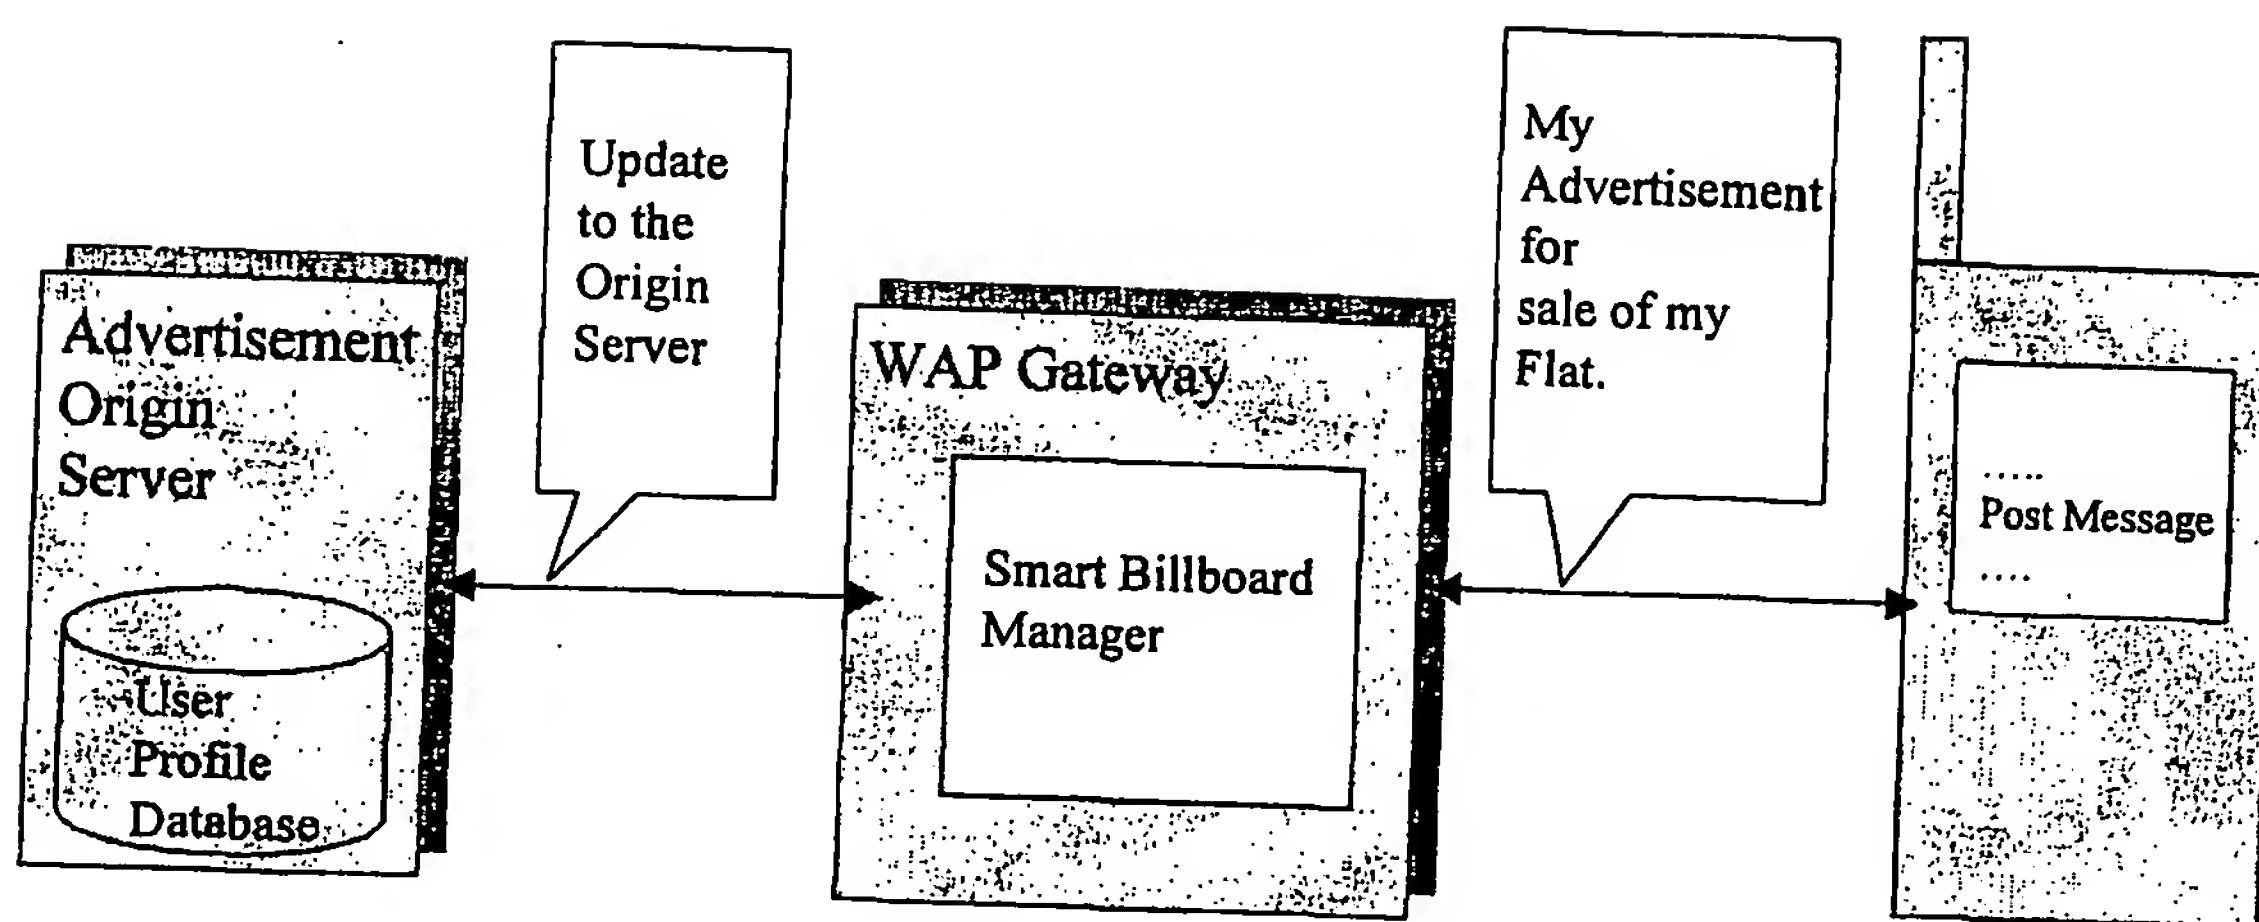 Update
to the
Origin
Server
My
Advertisement
for
sale of my
Flat.
Advertisement
Origin
Server
User
Profile
Database
WAP Gateway
Smart Billboard
Manager
.....
Post Message
....